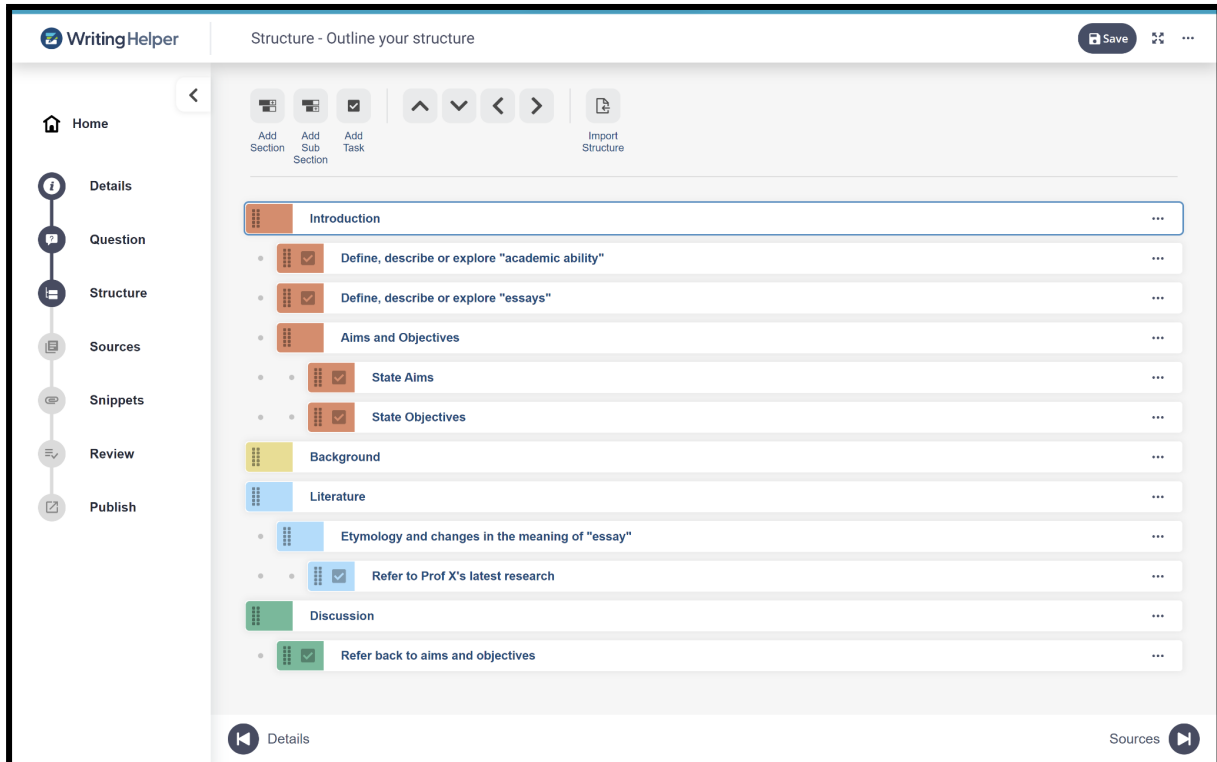 WritingHelper
Structure - Outline your structure
Save
Home
Details
Question
Structure
Sources
Snippets
Review
Publish
Add
Section
Add
Sub
Section
Add
Task
Import
Structure
Introduction
Define, describe or explore "academic ability"
Define, describe or explore "essays"
Aims and Objectives
State Aims
State Objectives
Background
Literature
Etymology and changes in the meaning of "essay"
Refer to Prof X's latest research
Discussion
Refer back to aims and objectives
Details
Sources